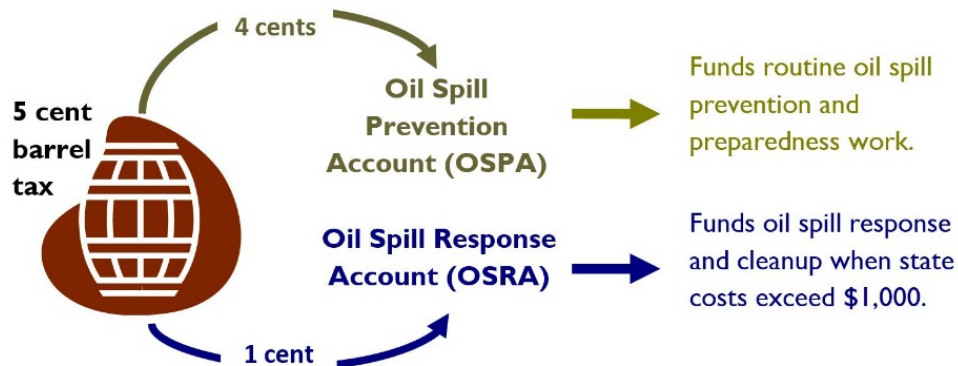 4 cents
5 cent
barrel
tax
Oil Spill
Prevention
Account (OSPA)
Funds routine oil spill
prevention and
preparedness work.
Oil Spill Response
Account (OSRA)
Funds oil spill response
and cleanup when state
costs exceed $1,000.
1 cent